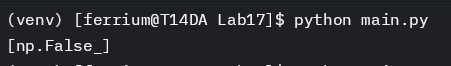 (venv) [ferrium@T14DA Lab17]$ python main.py
[np.False_]